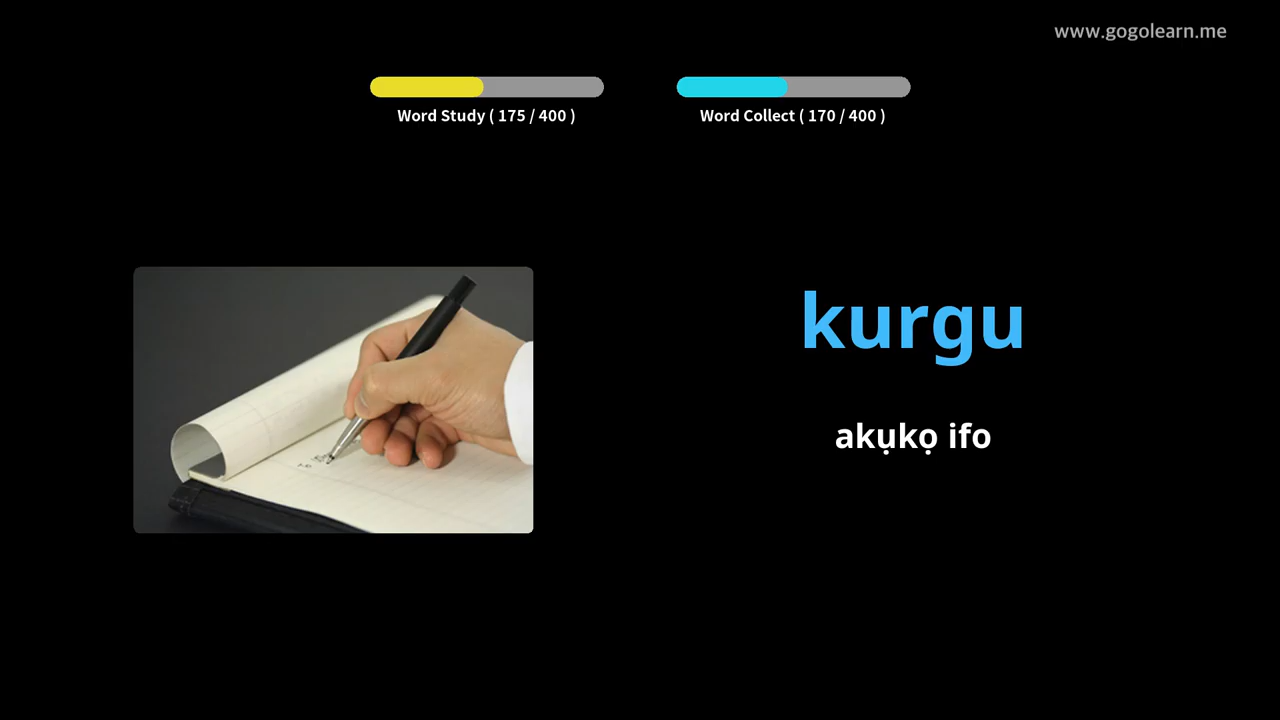 www.gogolearn.me
Word Study ( 175 / 400 )
Word Collect ( 170 / 400 )
kurgu
akụkọ ifo